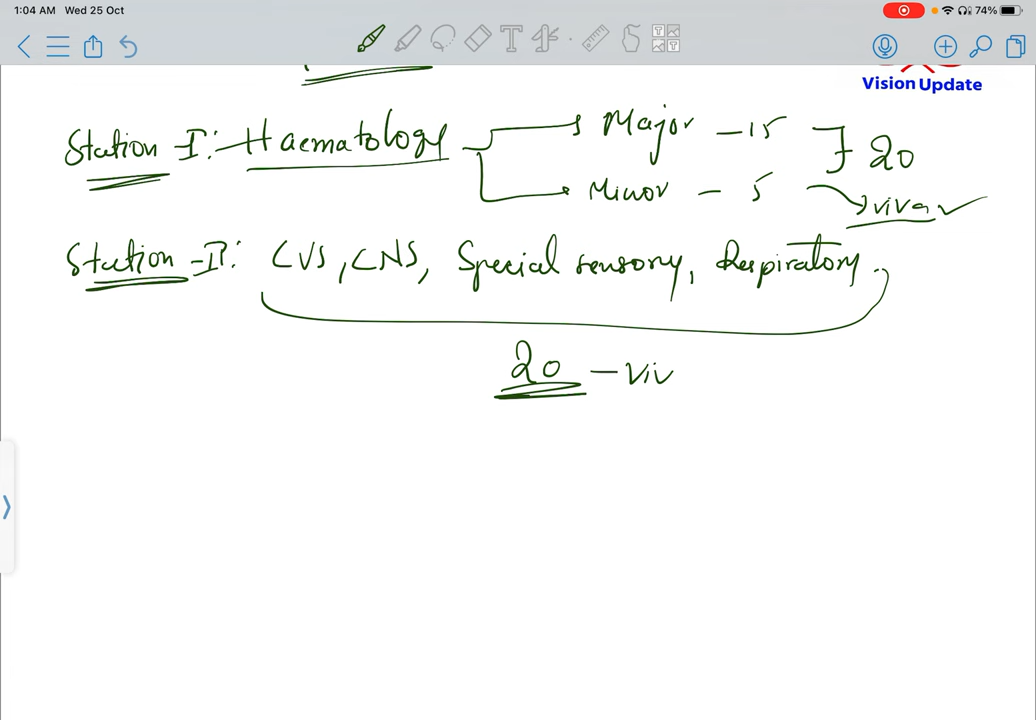 1:04 AM Wed 25 Oct 74%
Vision Update
Station - I: Haematology Major - 15 } 20
Minor - 5 viva
Station - II: CVS, CNS, Special sensory, Respiratory.
20 - viv